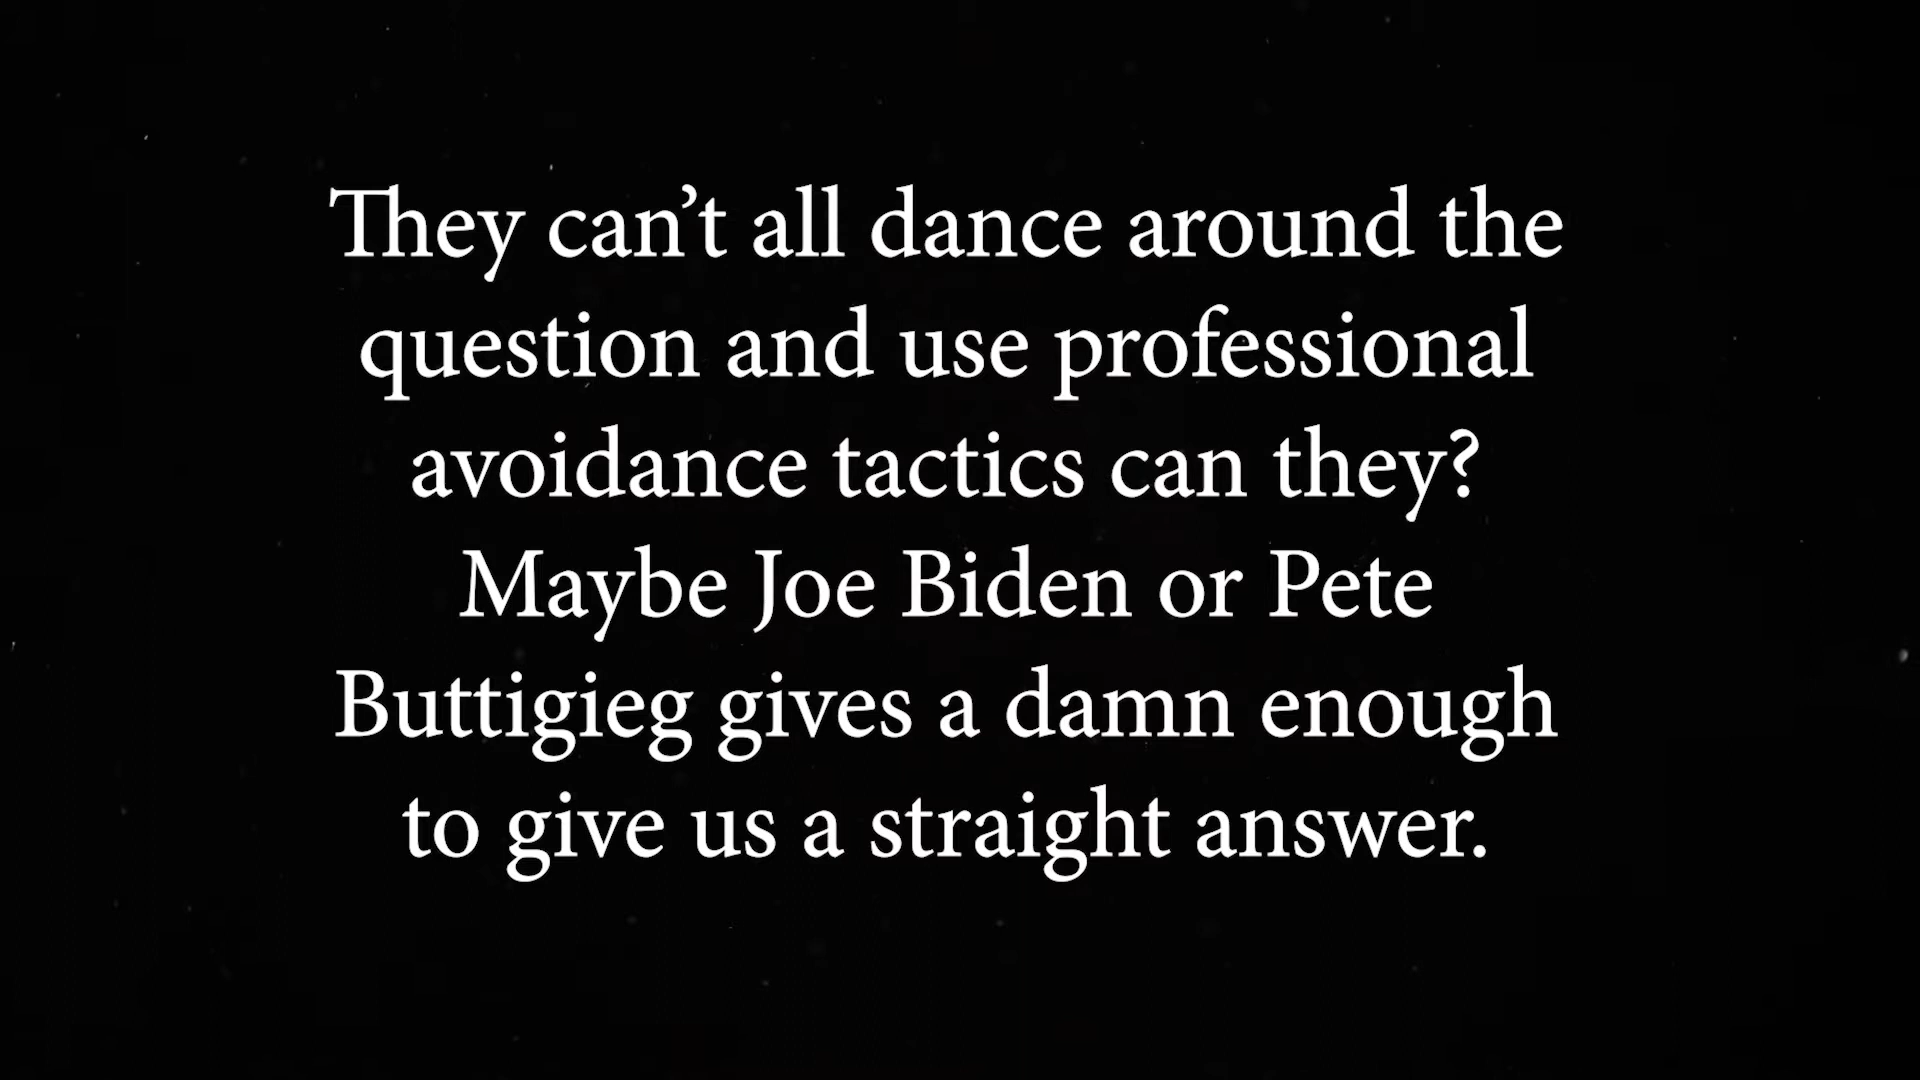 They can’t all dance around the
question and use professional
avoidance tactics can they?
Maybe Joe Biden or Pete
Buttigieg gives a damn enough
to give us a straight answer.